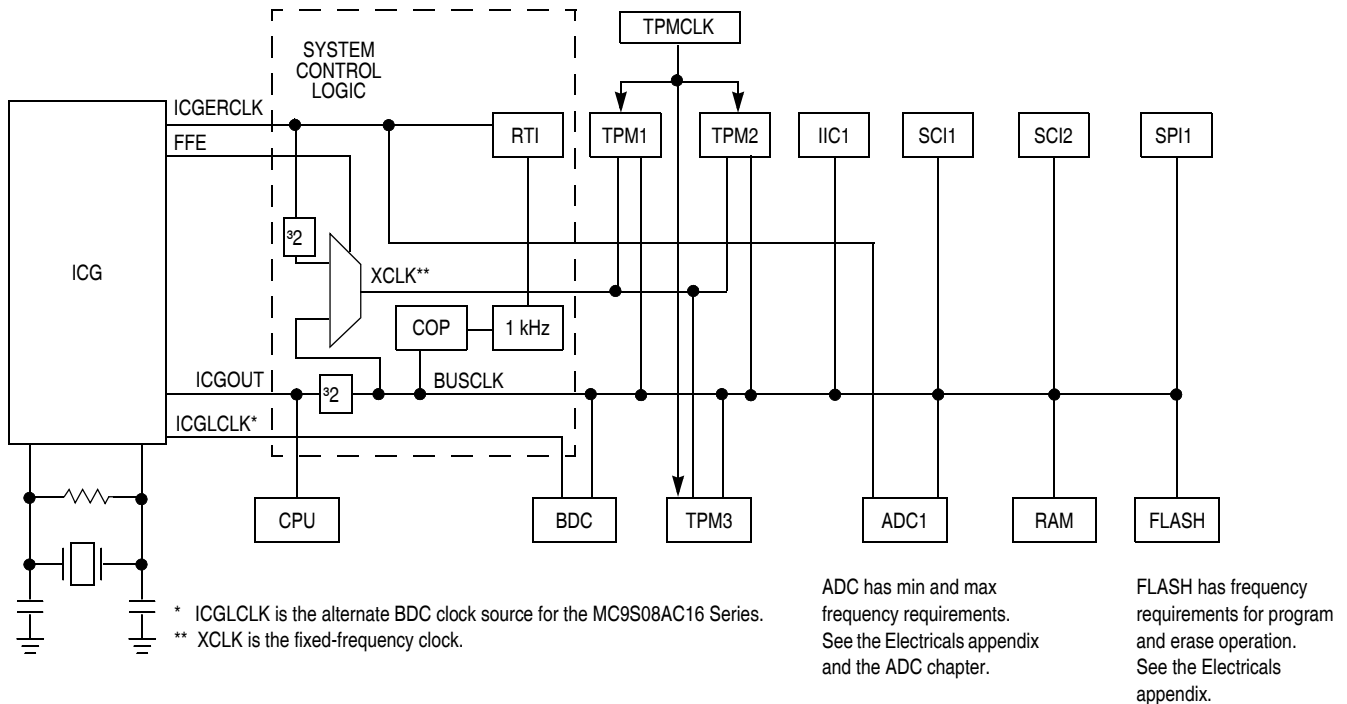 TPMCLK
SYSTEM
CONTROL
LOGIC
ICGERCLK
FFE
RTI
TPM1
TPM2
IIC1
SCI1
SCI2
SPI1
³2
ICG
XCLK**
COP
1 kHz
ICGOUT
³2
BUSCLK
ICGLCLK*
CPU
BDC
TPM3
ADC1
RAM
FLASH
* ICGLCLK is the alternate BDC clock source for the MC9S08AC16 Series.
** XCLK is the fixed-frequency clock.
ADC has min and max
frequency requirements.
See the Electricals appendix
and the ADC chapter.
FLASH has frequency
requirements for program
and erase operation.
See the Electricals
appendix.